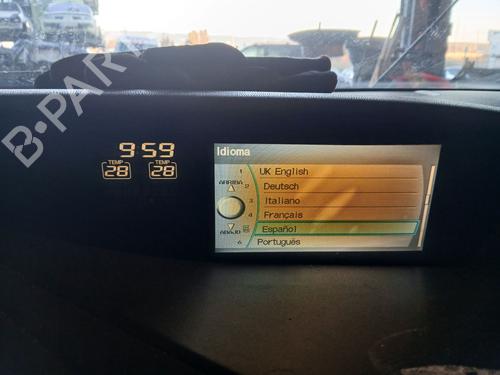 B-PARTS
9:59
TEMP 28 TEMP 28
Idioma
1 UK English
ARRIBA 2 Deutsch
3 Italiano
4 Français
ABAJO Español
6 Português